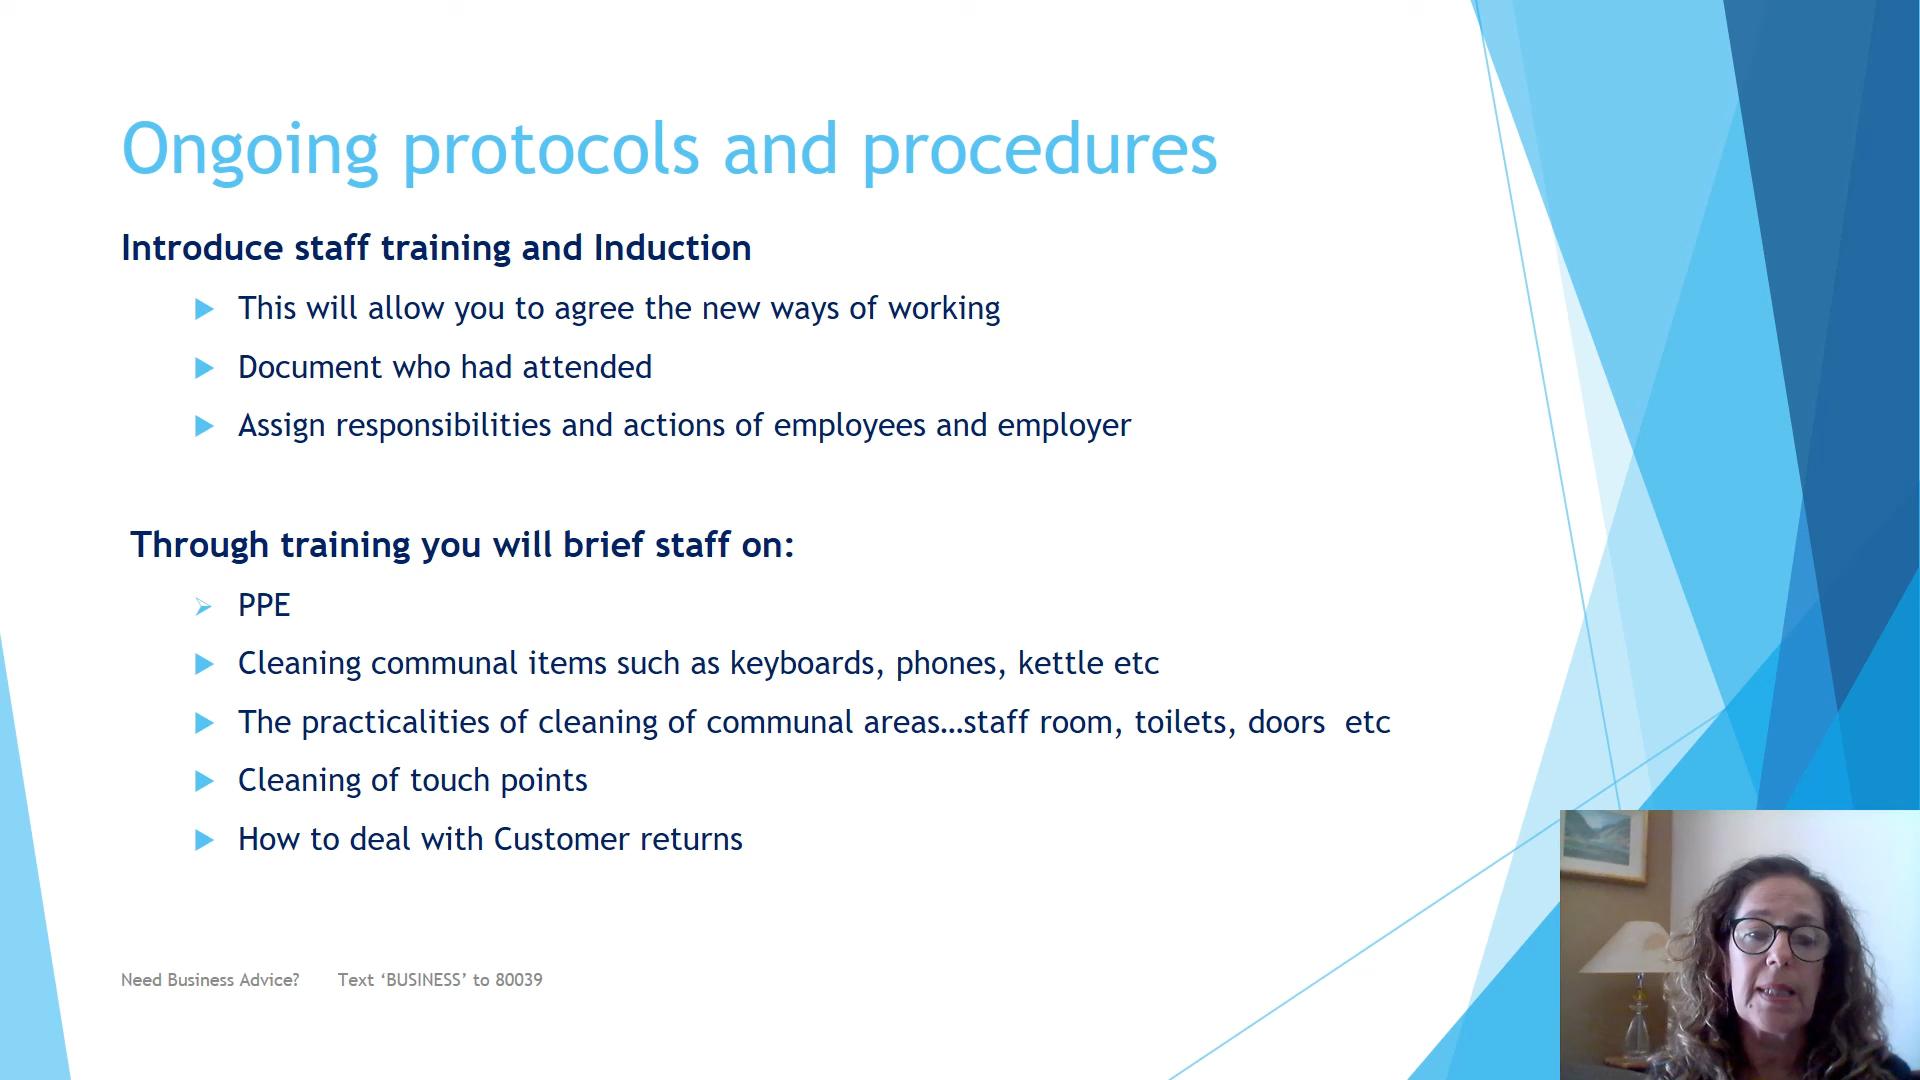 Ongoing protocols and procedures
Introduce staff training and Induction
This will allow you to agree the new ways of working
Document who had attended
Assign responsibilities and actions of employees and employer
Through training you will brief staff on:
PPE
Cleaning communal items such as keyboards, phones, kettle etc
The practicalities of cleaning of communal areas…staff room, toilets, doors  etc
Cleaning of touch points
How to deal with Customer returns
Need Business Advice? Text ‘BUSINESS’ to 80039